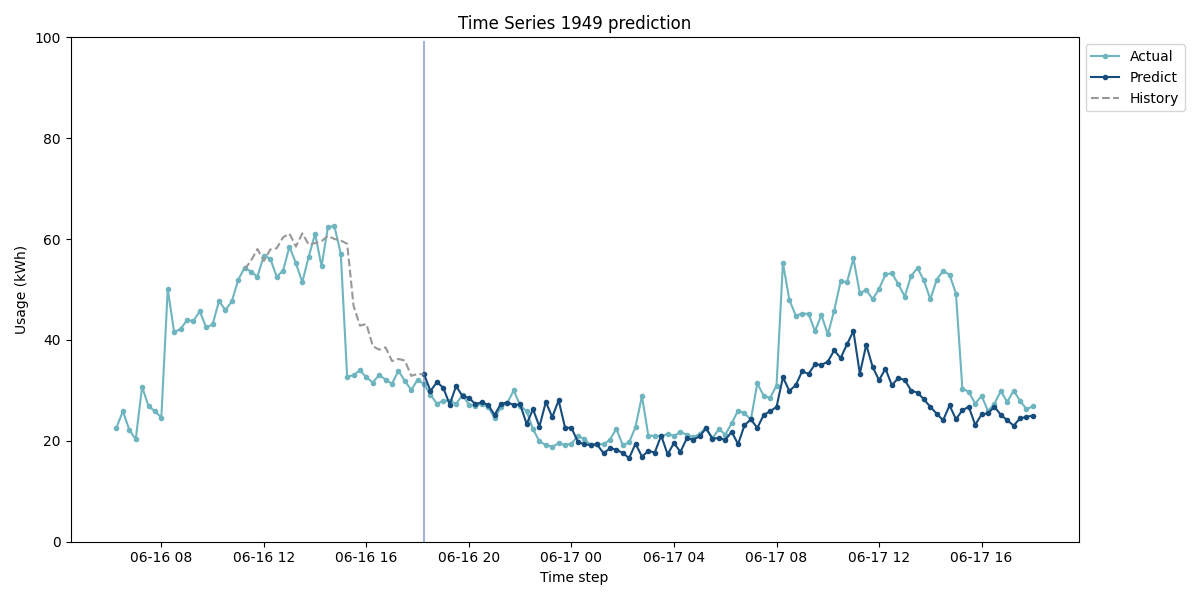 Time Series 1949 prediction
100
80
60
40
20
0
Usage (kWh)
06-16 08
06-16 12
06-16 16
06-16 20
06-17 00
06-17 04
06-17 08
06-17 12
06-17 16
Time step
Actual
Predict
History